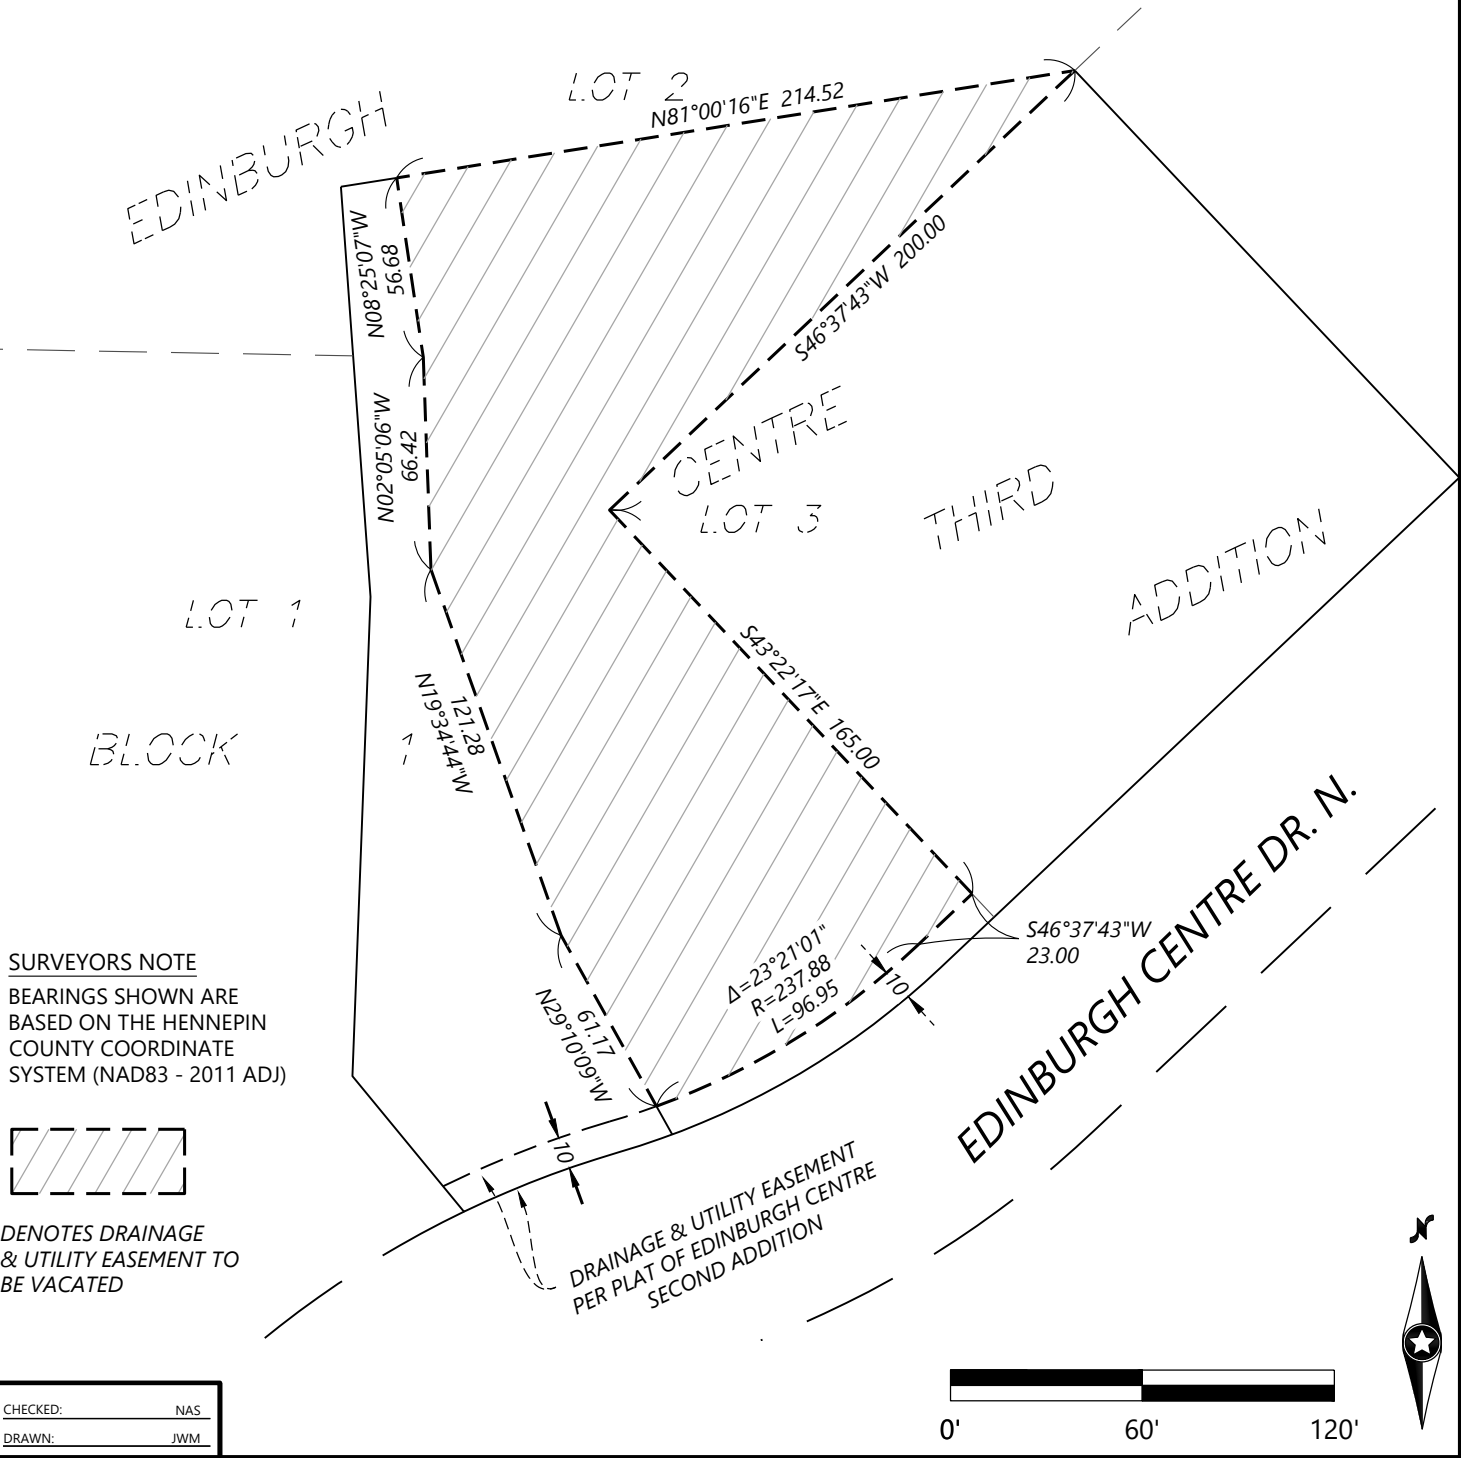 LOT 2
N81°00'16"E 214.52
EDINBURGH
N08°25'07"W
56.68
S46°37'43"W 200.00
N02°05'06"W
66.42
CENTRE
LOT 3
THIRD
ADDITION
LOT 1
S43°22'17"E 165.00
121.28
N19°34'44"W
BLOCK 1
EDINBURGH CENTRE DR. N.
S46°37'43"W
23.00
Δ=23°21'01"
R=237.88
L=96.95
10
SURVEYORS NOTE
BEARINGS SHOWN ARE
BASED ON THE HENNEPIN
COUNTY COORDINATE
SYSTEM (NAD83 - 2011 ADJ)
61.17
N29°10'09"W
10
DRAINAGE & UTILITY EASEMENT
PER PLAT OF EDINBURGH CENTRE
SECOND ADDITION
DENOTES DRAINAGE
& UTILITY EASEMENT TO
BE VACATED
N
CHECKED: NAS
DRAWN: JWM
0' 60' 120'